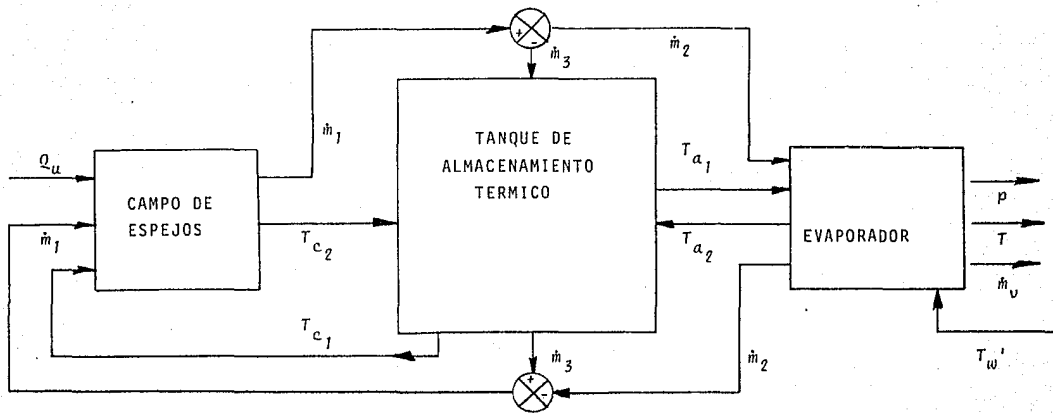 +
-
ṁ3
ṁ2
ṁ1
TANQUE DE
ALMACENAMIENTO
TERMICO
Qu
ṁ1
CAMPO DE
ESPEJOS
Tc2
Ta1
Ta2
EVAPORADOR
p
T
ṁv
Tc1
ṁ3
ṁ2
Tw'
+
-